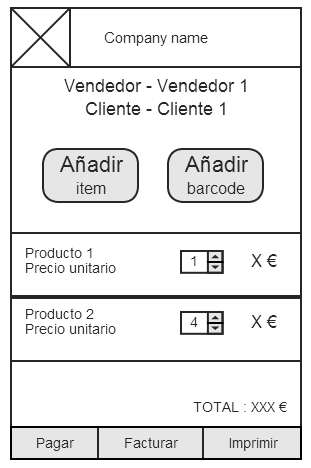 Company name
Vendedor - Vendedor 1
Cliente - Cliente 1
Añadir
item
Añadir
barcode
Producto 1
Precio unitario
1
X €
Producto 2
Precio unitario
4
X €
TOTAL : XXX €
Pagar
Facturar
Imprimir